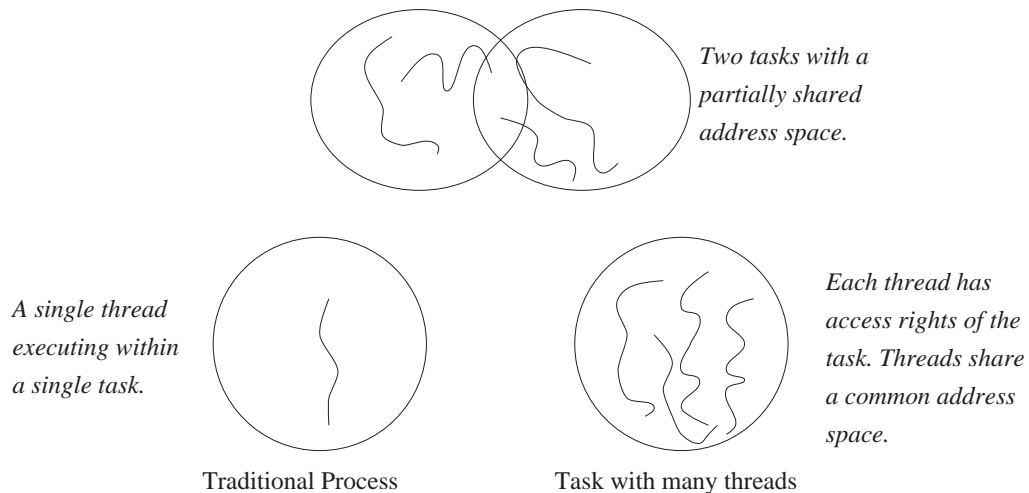 Two tasks with a
partially shared
address space.
A single thread
executing within
a single task.
Each thread has
access rights of the
task. Threads share
a common address
space.
Traditional Process
Task with many threads